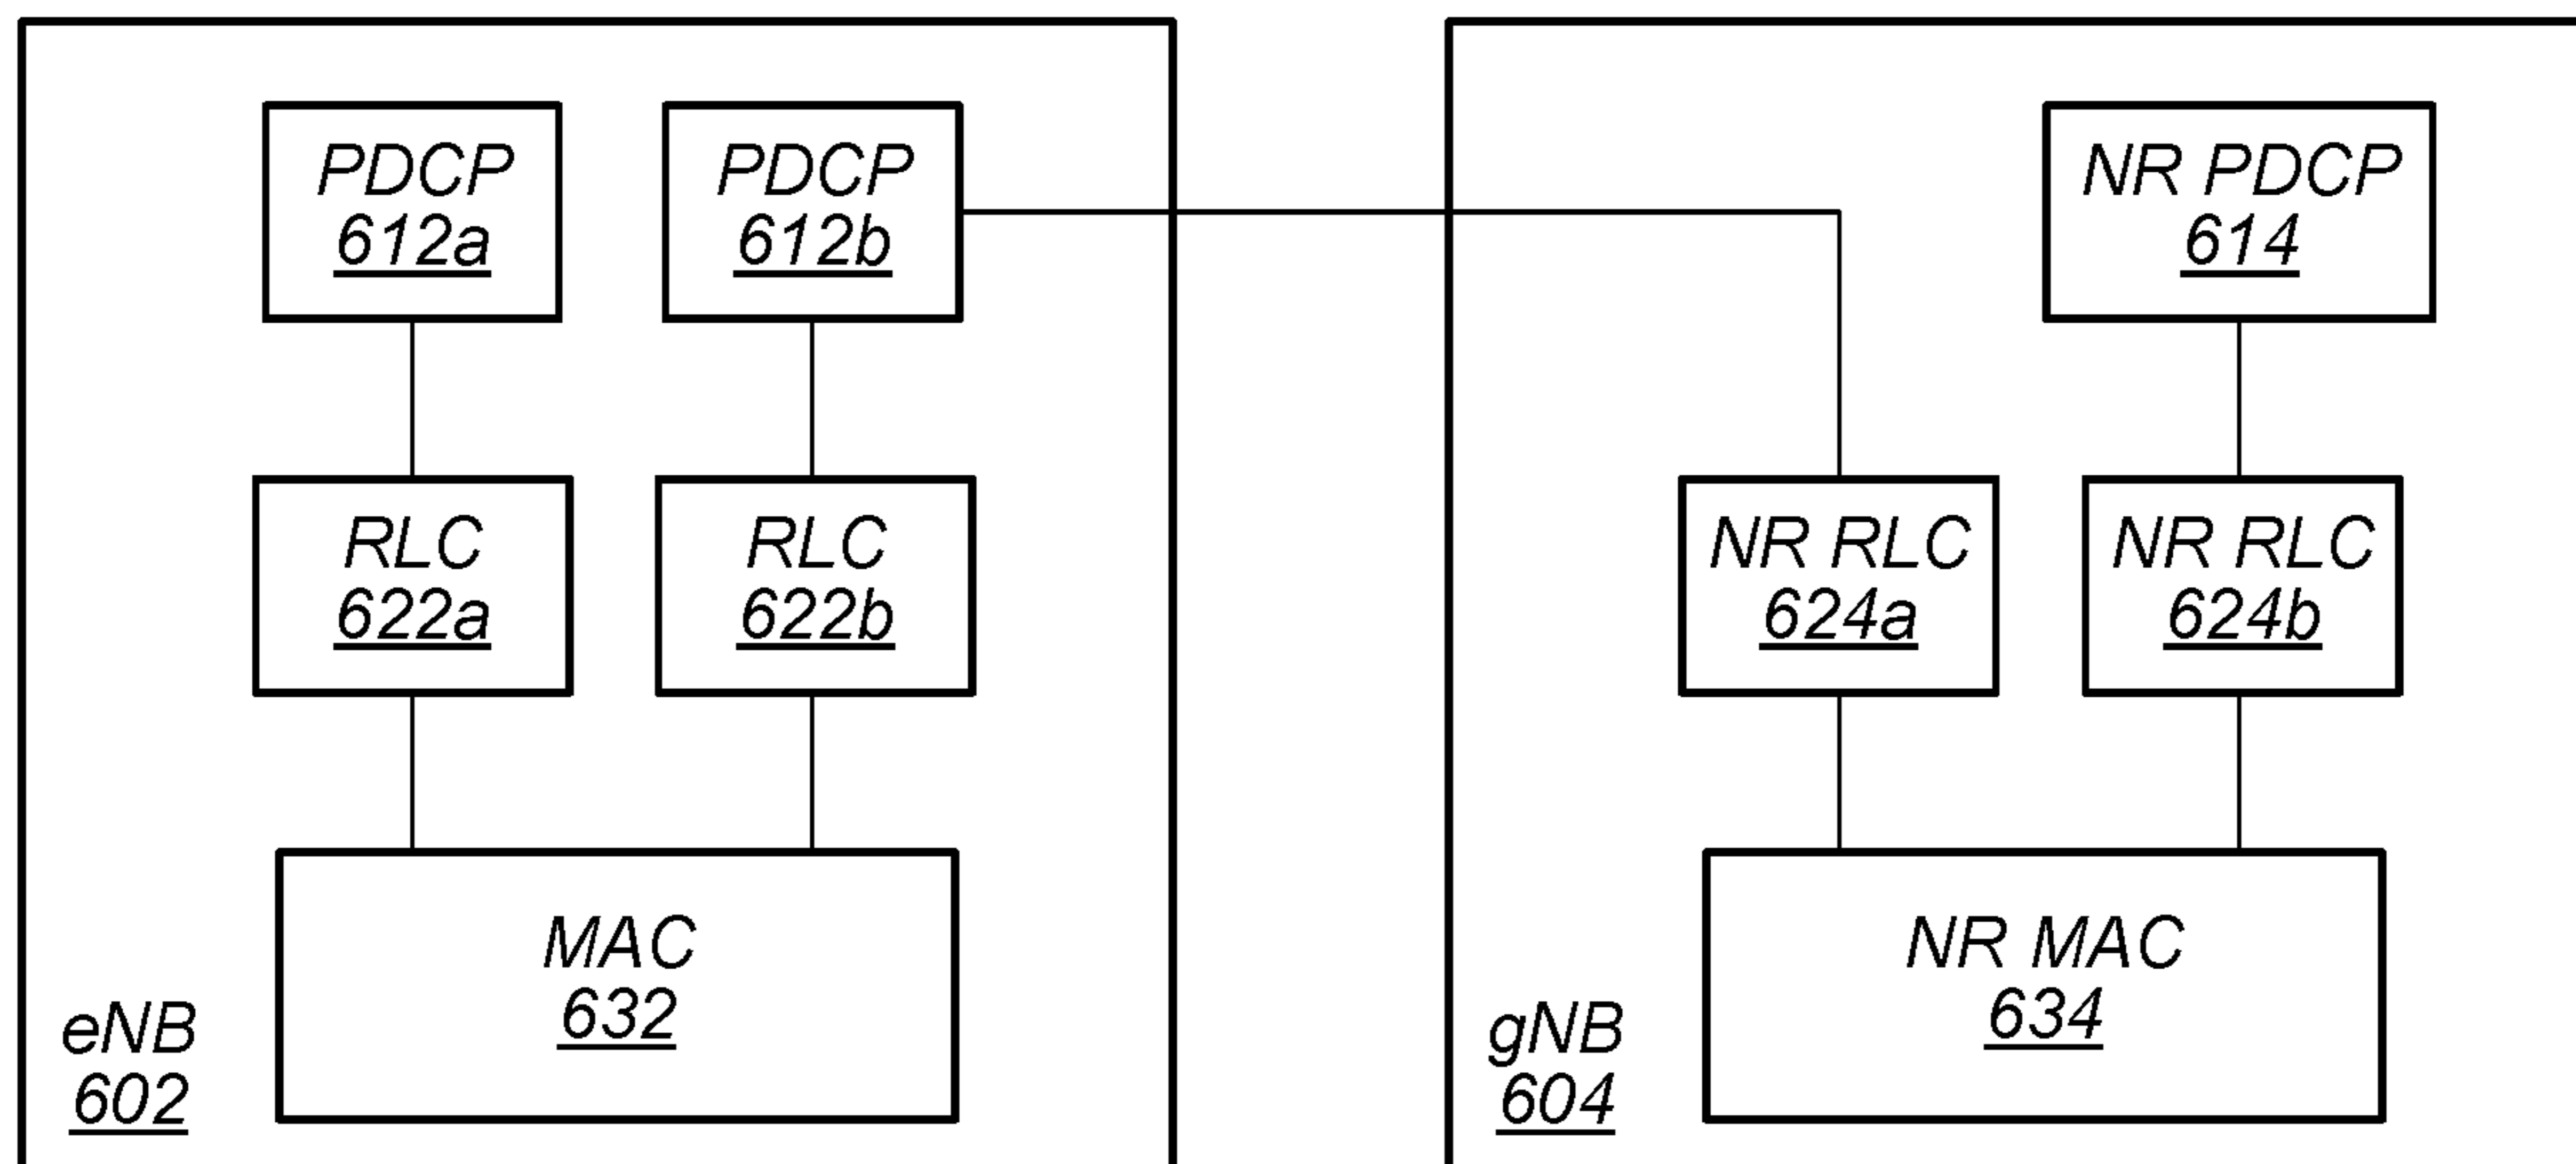 PDCP
612a
PDCP
612b
NR PDCP
614
RLC
622a
RLC
622b
NR RLC
624a
NR RLC
624b
MAC
632
NR MAC
634
eNB
602
gNB
604